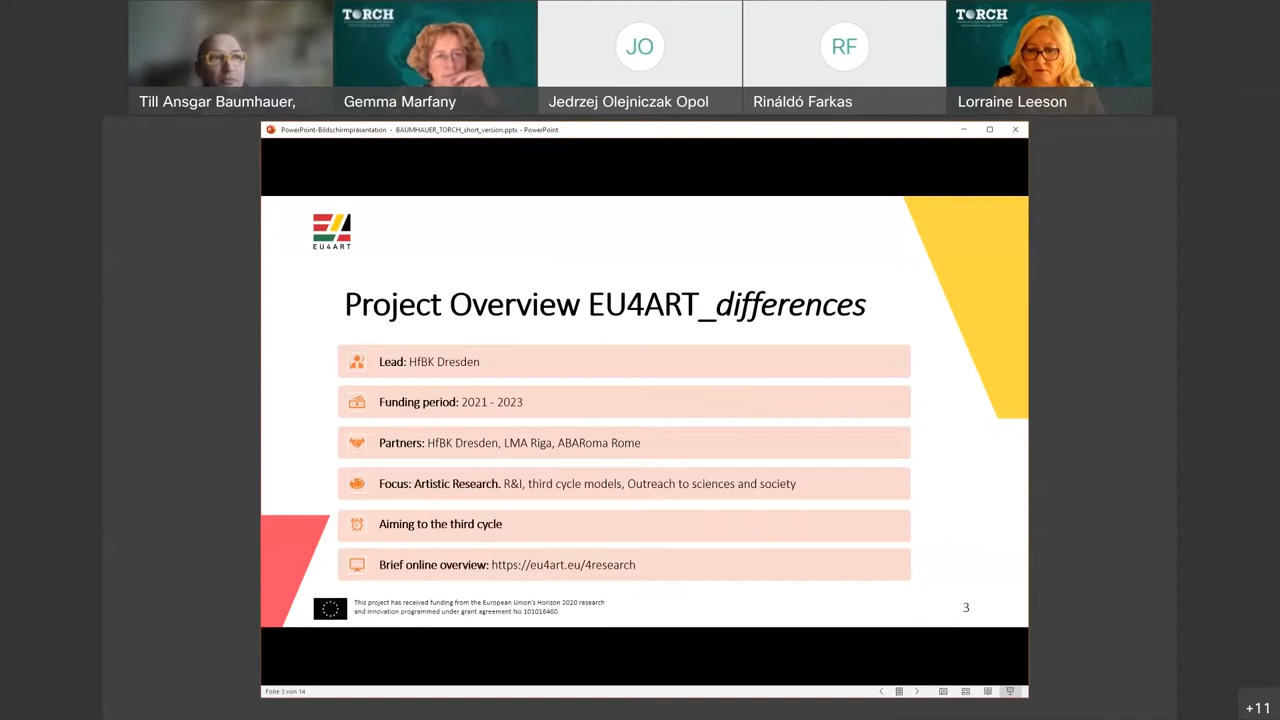 TORCH
TORCH
JO
RF
Till Ansgar Baumhauer,
Gemma Marfany
Jedrzej Olejniczak Opol
Rináldó Farkas
Lorraine Leeson
PowerPoint-Bildschirmpräsentation - BAUMHAUER_TORCH_short_version.pptx - PowerPoint
EU4ART
Project Overview EU4ART_differences
Lead: HfBK Dresden
Funding period: 2021 - 2023
Partners: HfBK Dresden, LMA Riga, ABARoma Rome
Focus: Artistic Research. R&I, third cycle models, Outreach to sciences and society
Aiming to the third cycle
Brief online overview: https://eu4art.eu/4research
This project has received funding from the European Union's Horizon 2020 research
and innovation programmed under grant agreement No 101016460.
3
Folie 3 von 14
+11